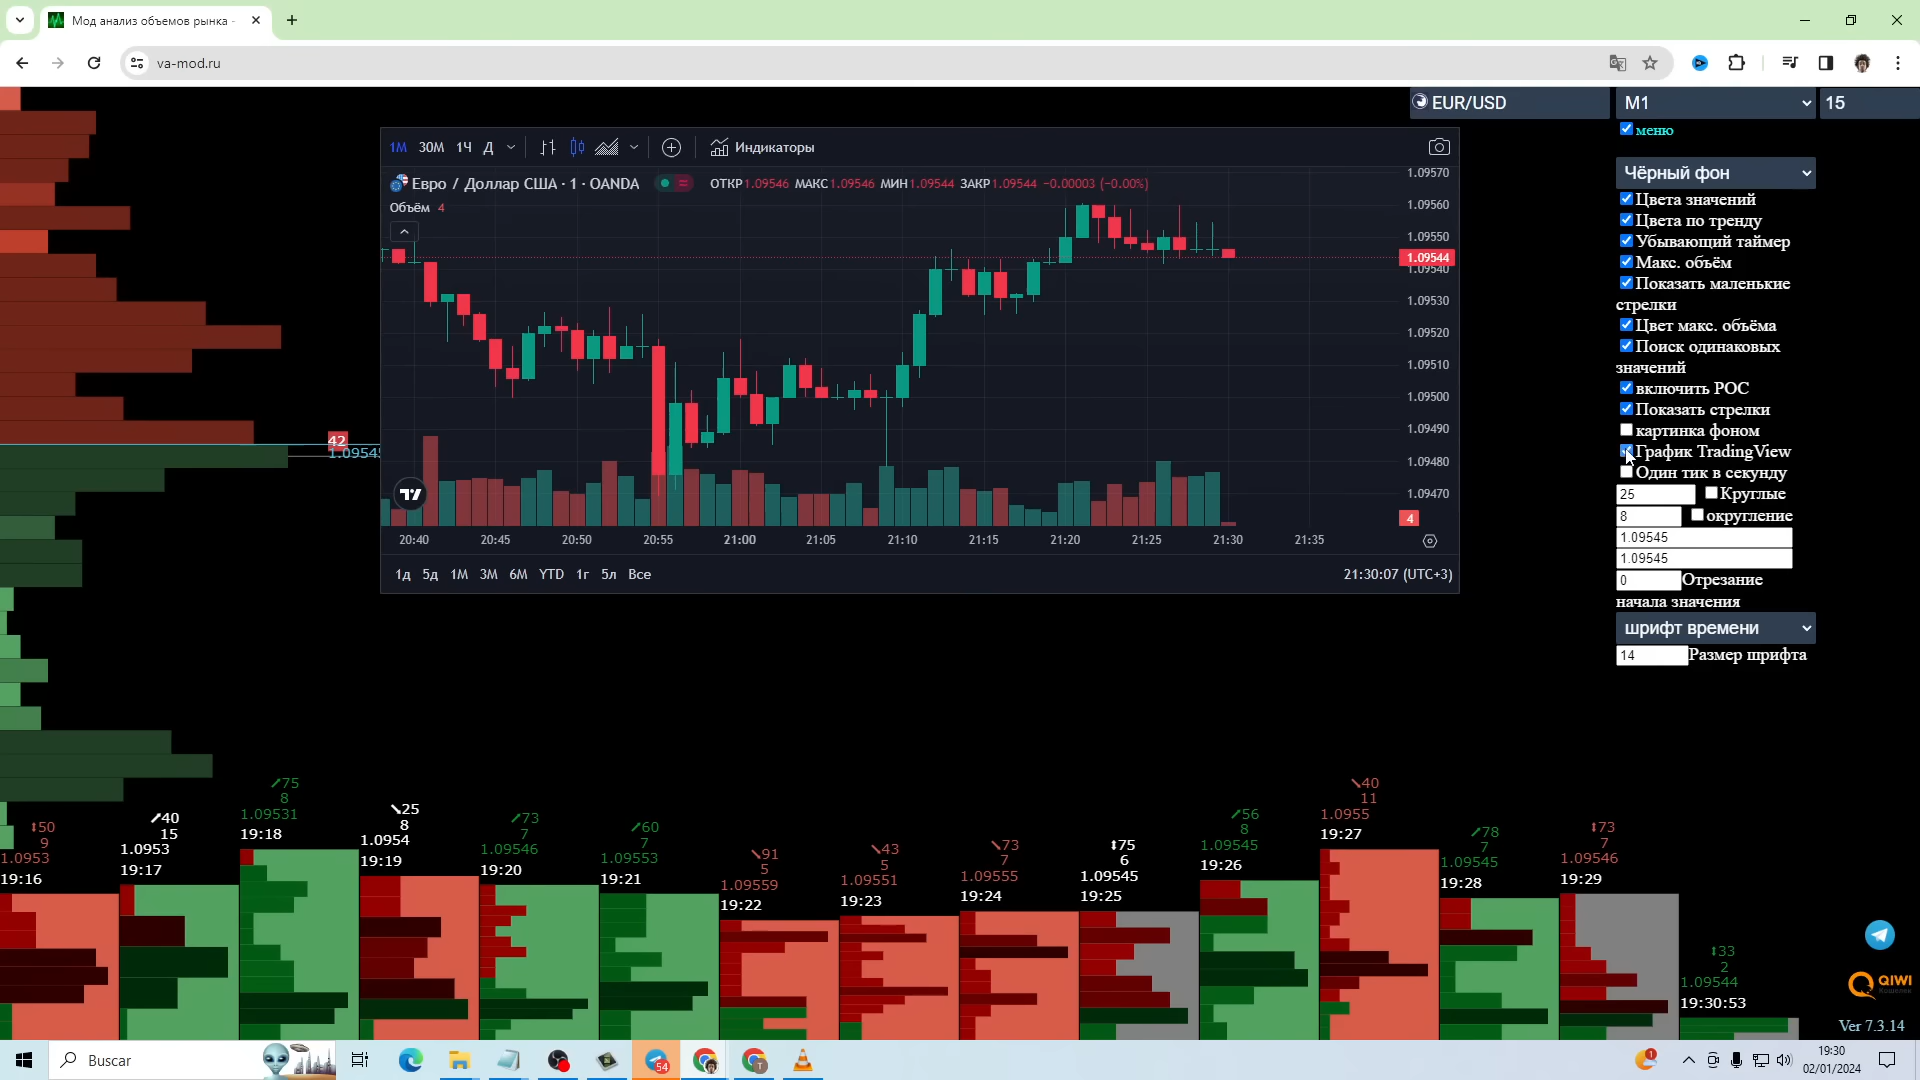 Мод анализ объемов рынка -
va-mod.ru
EUR/USD
M1
15
меню
Чёрный фон
Цвета значений
Цвета по тренду
Убывающий таймер
Макс. объём
Показать маленькие
стрелки
Цвет макс. объёма
Поиск одинаковых
значений
включить POC
Показать стрелки
картинка фоном
График TradingView
Один тик в секунду
25 Круглые
8 округление
1.09545
1.09545
0 Отрезание
начала значения
шрифт времени
14 Размер шрифта
1М 30М 1Ч Д Индикаторы
Евро / Доллар США · 1 · OANDA ОТКР1.09546 МАКС1.09546 МИН1.09544 ЗАКР1.09544 −0.00003 (−0.00%)
Объём 4
1.09570
1.09560
1.09550
1.09544
1.09540
1.09530
1.09520
1.09510
1.09500
1.09490
1.09480
1.09470
4
20:40 20:45 20:50 20:55 21:00 21:05 21:10 21:15 21:20 21:25 21:30 21:35
1д 5д 1М 3М 6М YTD 1г 5л Все 21:30:07 (UTC+3)
42
1.09545
↕50
9
1.0953
19:16
➚40
15
1.0953
19:17
➚75
8
1.09531
19:18
➘25
8
1.0954
19:19
➚73
7
1.09546
19:20
➚60
7
1.09553
19:21
➘91
5
1.09559
19:22
➘43
5
1.09551
19:23
➘73
7
1.09555
19:24
↕75
6
1.09545
19:25
➚56
8
1.09545
19:26
➘40
11
1.0955
19:27
➚78
7
1.09545
19:28
↕73
7
1.09546
19:29
↕33
2
1.09544
19:30:53
QIWI
Ver 7.3.14
Buscar
54
T
1
19:30
02/01/2024